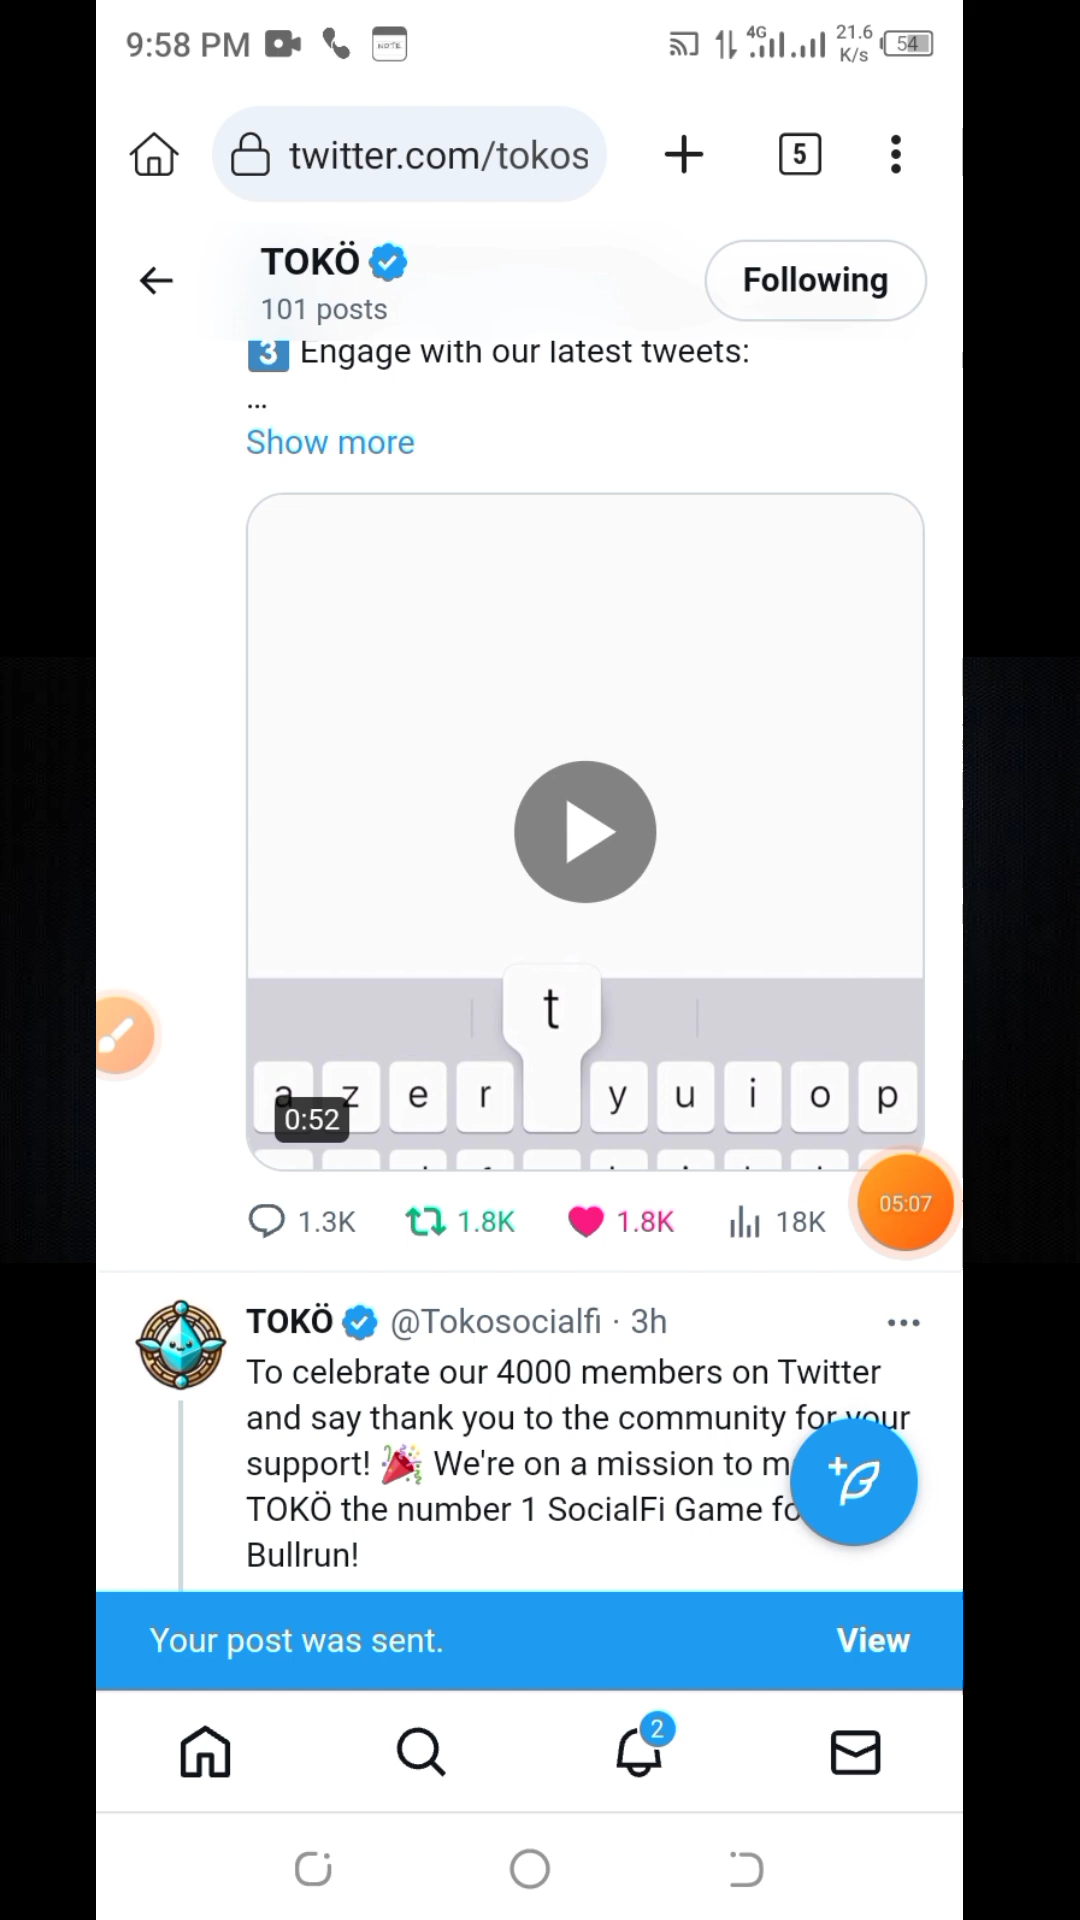 9:58 PM
NOTE
4G
21.6
K/s
54
twitter.com/tokos
5
TOKÖ
101 posts
Following
3 Engage with our latest tweets:
...
Show more
t
a z e r y u i o p
0:52
1.3K 1.8K 1.8K 18K
05:07
TOKÖ @Tokosocialfi · 3h
To celebrate our 4000 members on Twitter
and say thank you to the community for your
support! 🎉 We're on a mission to m
TOKÖ the number 1 SocialFi Game fo
Bullrun!
Your post was sent.
View
2